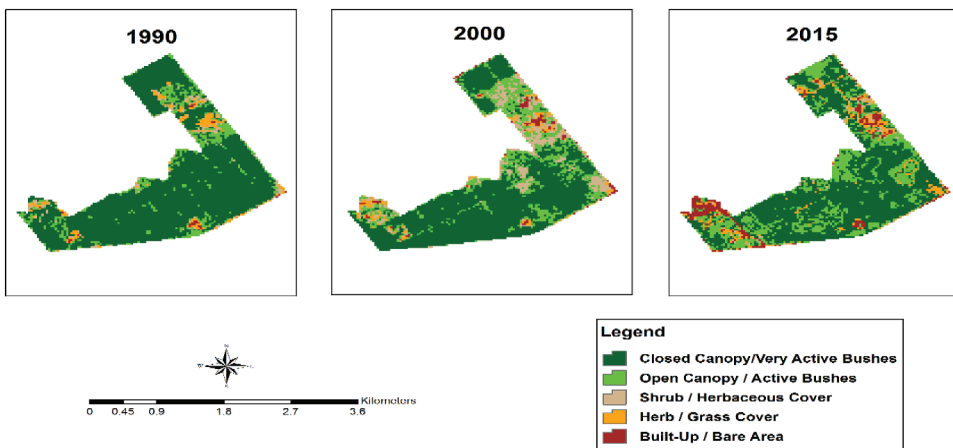 1990
2000
2015
N
W
E
S
Kilometers
0 0.45 0.9 1.8 2.7 3.6
Legend
Closed Canopy/Very Active Bushes
Open Canopy / Active Bushes
Shrub / Herbaceous Cover
Herb / Grass Cover
Built-Up / Bare Area